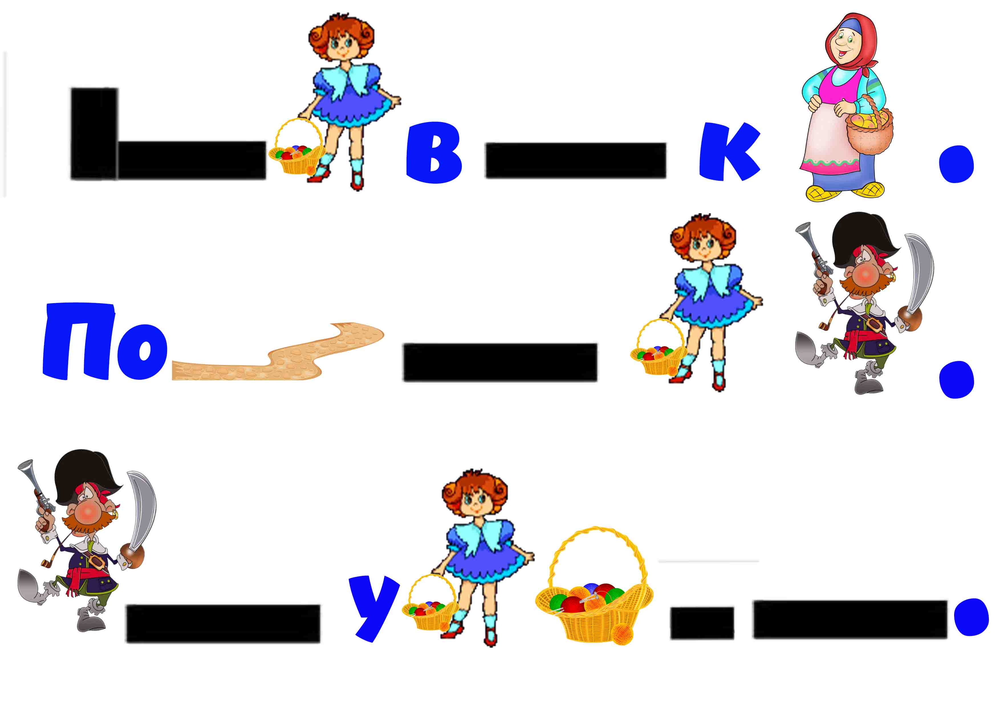 в к .
По .
у .